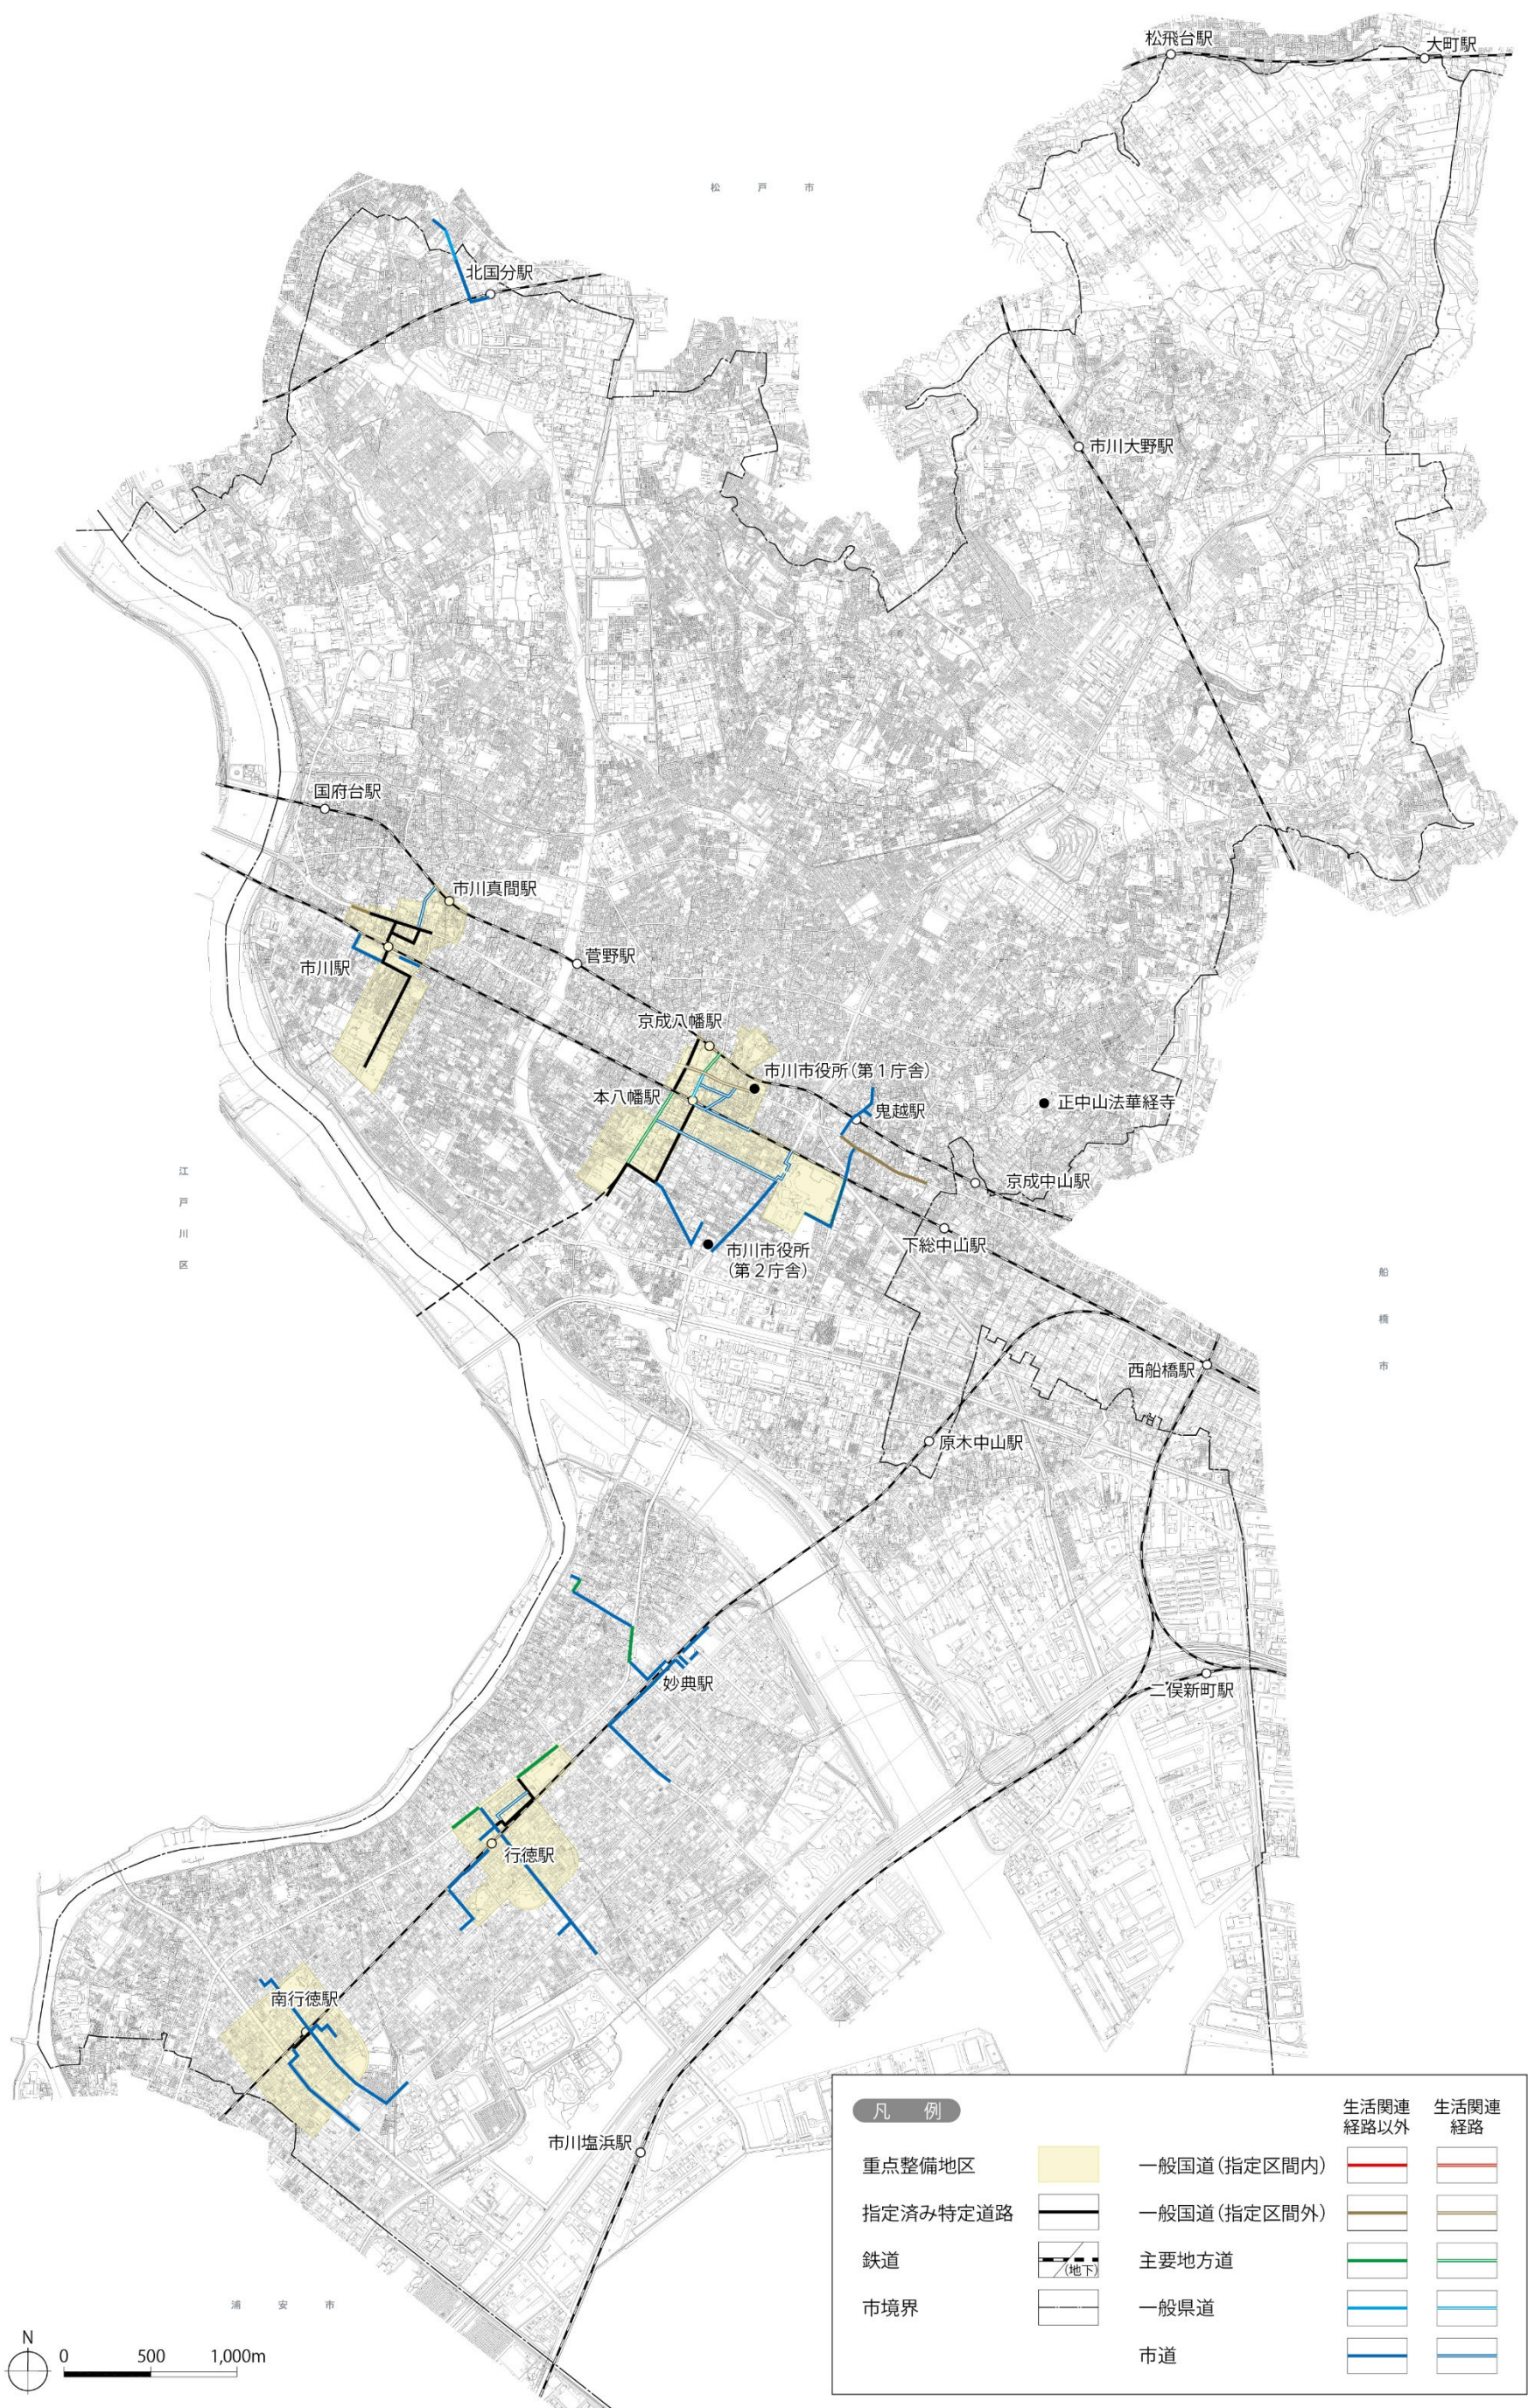 松飛台駅
大町駅
松戸市
北国分駅
市川大野駅
国府台駅
市川真間駅
市川駅
菅野駅
京成八幡駅
市川市役所(第1庁舎)
本八幡駅
鬼越駅
正中山法華経寺
江戸川区
京成中山駅
下総中山駅
市川市役所
(第2庁舎)
船橋市
西船橋駅
原木中山駅
妙典駅
二俣新町駅
行徳駅
南行徳駅
市川塩浜駅
浦安市
N
0 500 1,000m
凡 例
生活関連
経路以外
生活関連
経路
重点整備地区
一般国道(指定区間内)
指定済み特定道路
一般国道(指定区間外)
鉄道
(地下)
主要地方道
市境界
一般県道
市道